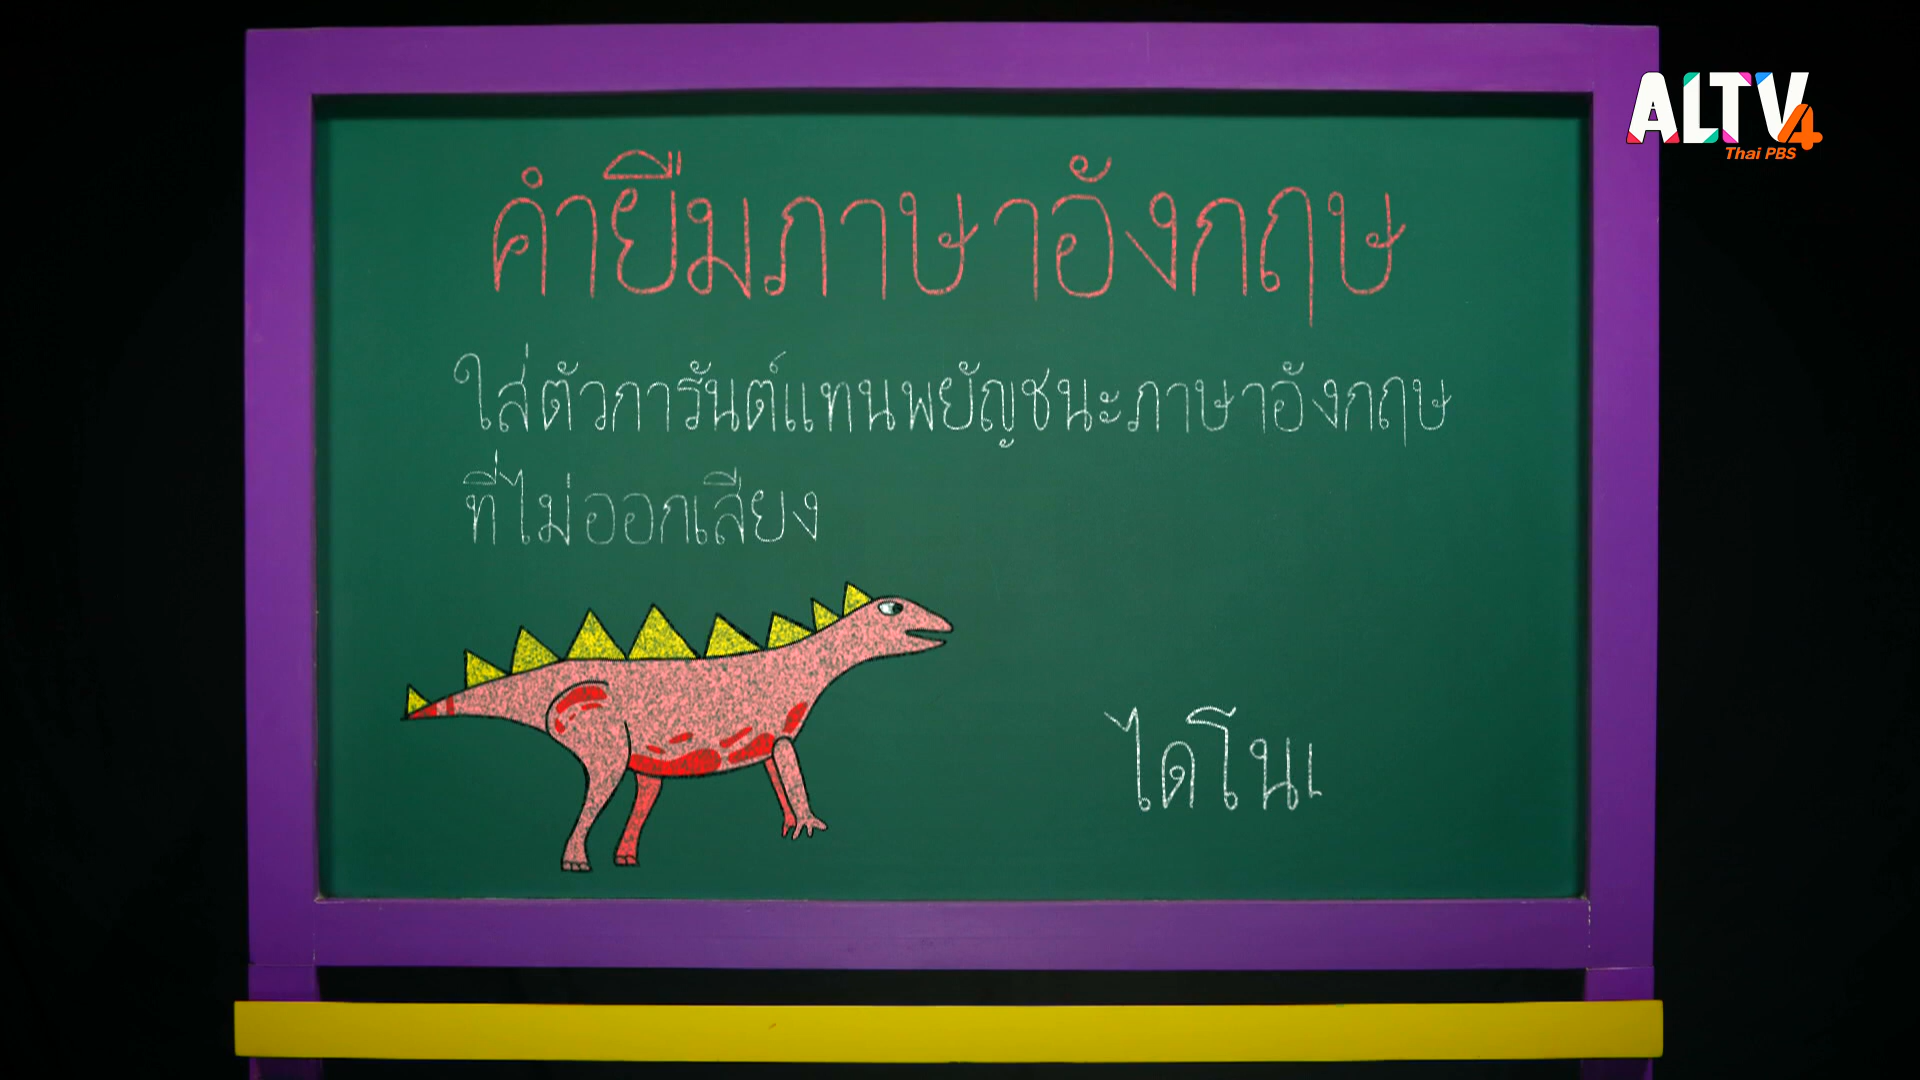 ALTV4
Thai PBS
คำยืมภาษาอังกฤษ
ใส่ตัวการันต์แทนพยัญชนะภาษาอังกฤษ
ที่ไม่ออกเสียง
ไดโนเ